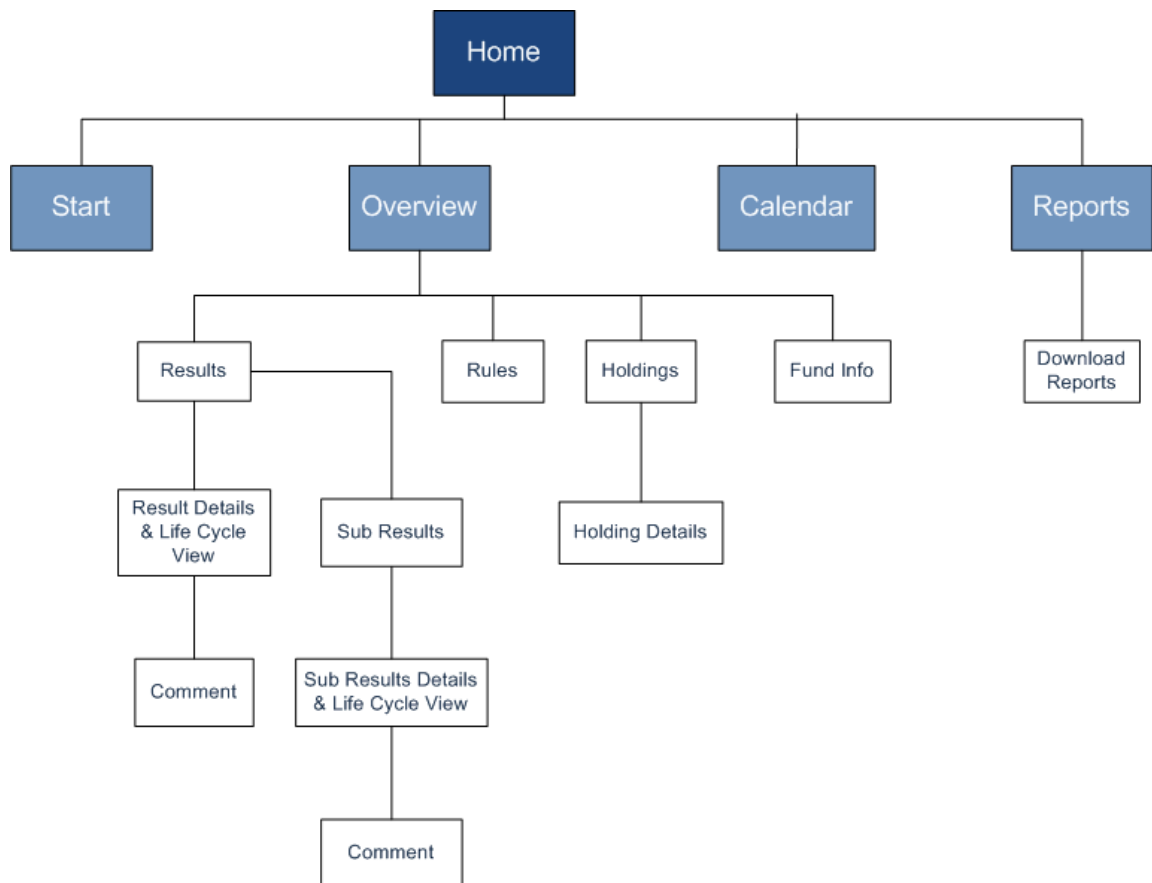 Home
Start
Overview
Calendar
Reports
Results
Rules
Holdings
Fund Info
Download
Reports
Result Details
& Life Cycle
View
Sub Results
Holding Details
Comment
Sub Results Details
& Life Cycle View
Comment